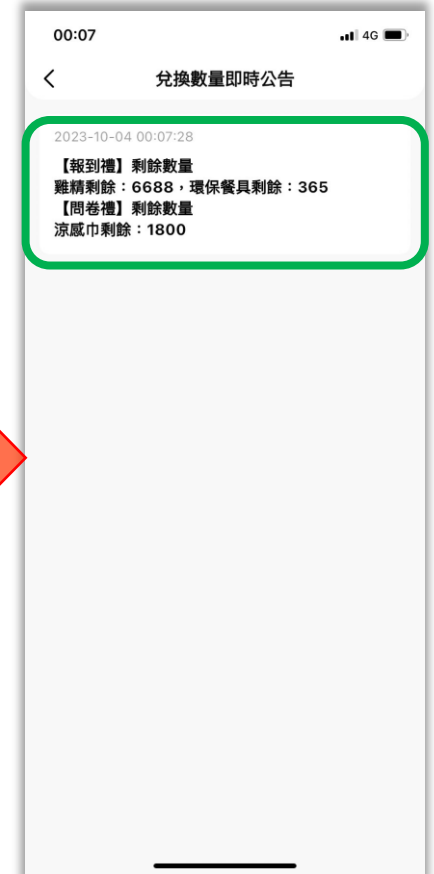 00:07
4G
兌換數量即時公告
2023-10-04 00:07:28
【報到禮】剩餘數量
雞精剩餘：6688，環保餐具剩餘：365
【問卷禮】剩餘數量
涼感巾剩餘：1800